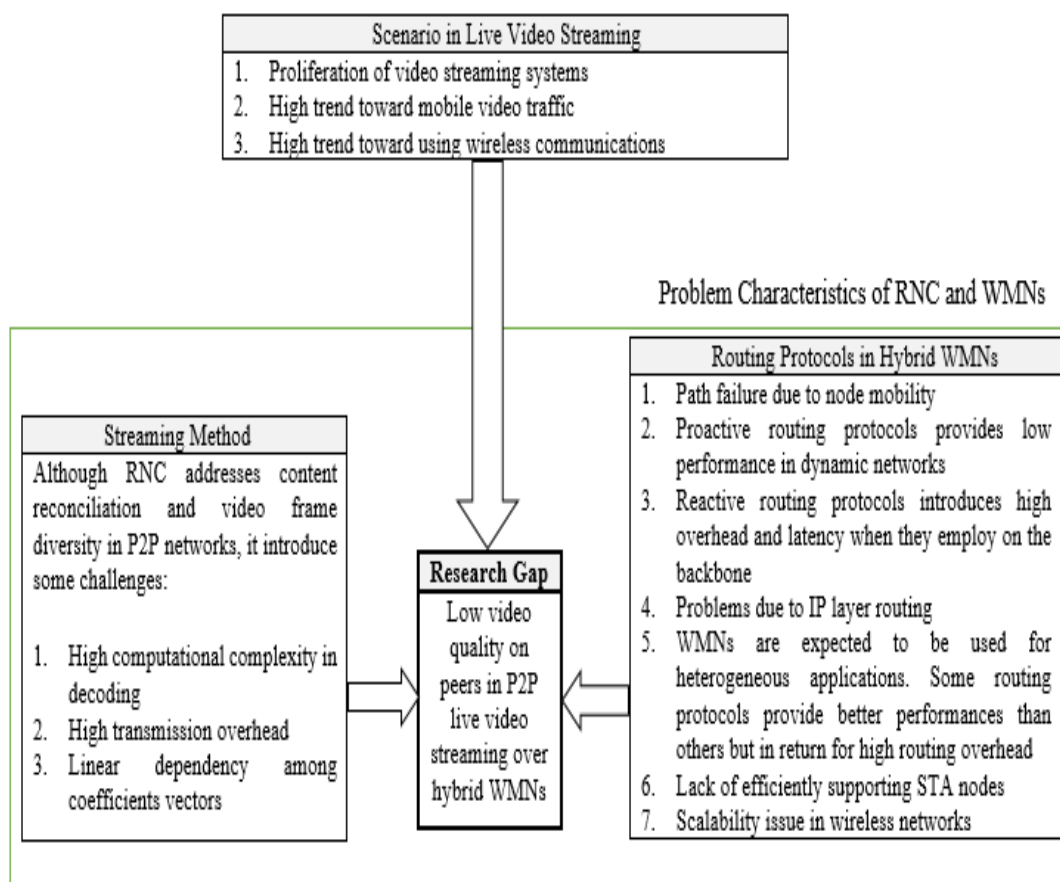 Scenario in Live Video Streaming
1. Proliferation of video streaming systems
2. High trend toward mobile video traffic
3. High trend toward using wireless communications
Problem Characteristics of RNC and WMNs
Streaming Method
Although RNC addresses content
reconciliation and video frame
diversity in P2P networks, it introduce
some challenges:
1. High computational complexity in
decoding
2. High transmission overhead
3. Linear dependency among
coefficients vectors
Research Gap
Low video
quality on
peers in P2P
live video
streaming over
hybrid WMNs
Routing Protocols in Hybrid WMNs
1. Path failure due to node mobility
2. Proactive routing protocols provides low
performance in dynamic networks
3. Reactive routing protocols introduces high
overhead and latency when they employ on the
backbone
4. Problems due to IP layer routing
5. WMNs are expected to be used for
heterogeneous applications. Some routing
protocols provide better performances than
others but in return for high routing overhead
6. Lack of efficiently supporting STA nodes
7. Scalability issue in wireless networks